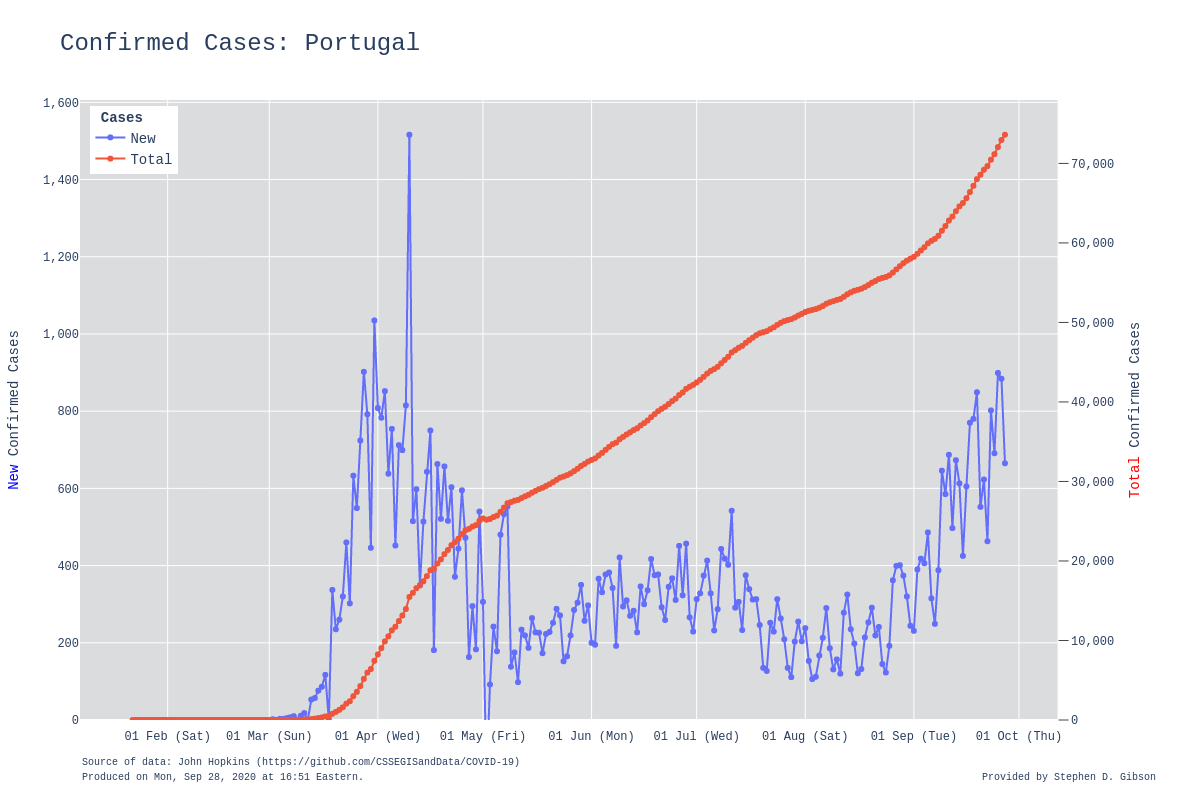 Confirmed Cases: Portugal
Cases
New
Total
1,600
1,400
1,200
1,000
800
600
400
200
0
New Confirmed Cases
70,000
60,000
50,000
40,000
30,000
20,000
10,000
0
Total Confirmed Cases
01 Feb (Sat) 01 Mar (Sun) 01 Apr (Wed) 01 May (Fri) 01 Jun (Mon) 01 Jul (Wed) 01 Aug (Sat) 01 Sep (Tue) 01 Oct (Thu)
Source of data: John Hopkins (https://github.com/CSSEGISandData/COVID-19)
Produced on Mon, Sep 28, 2020 at 16:51 Eastern.
Provided by Stephen D. Gibson